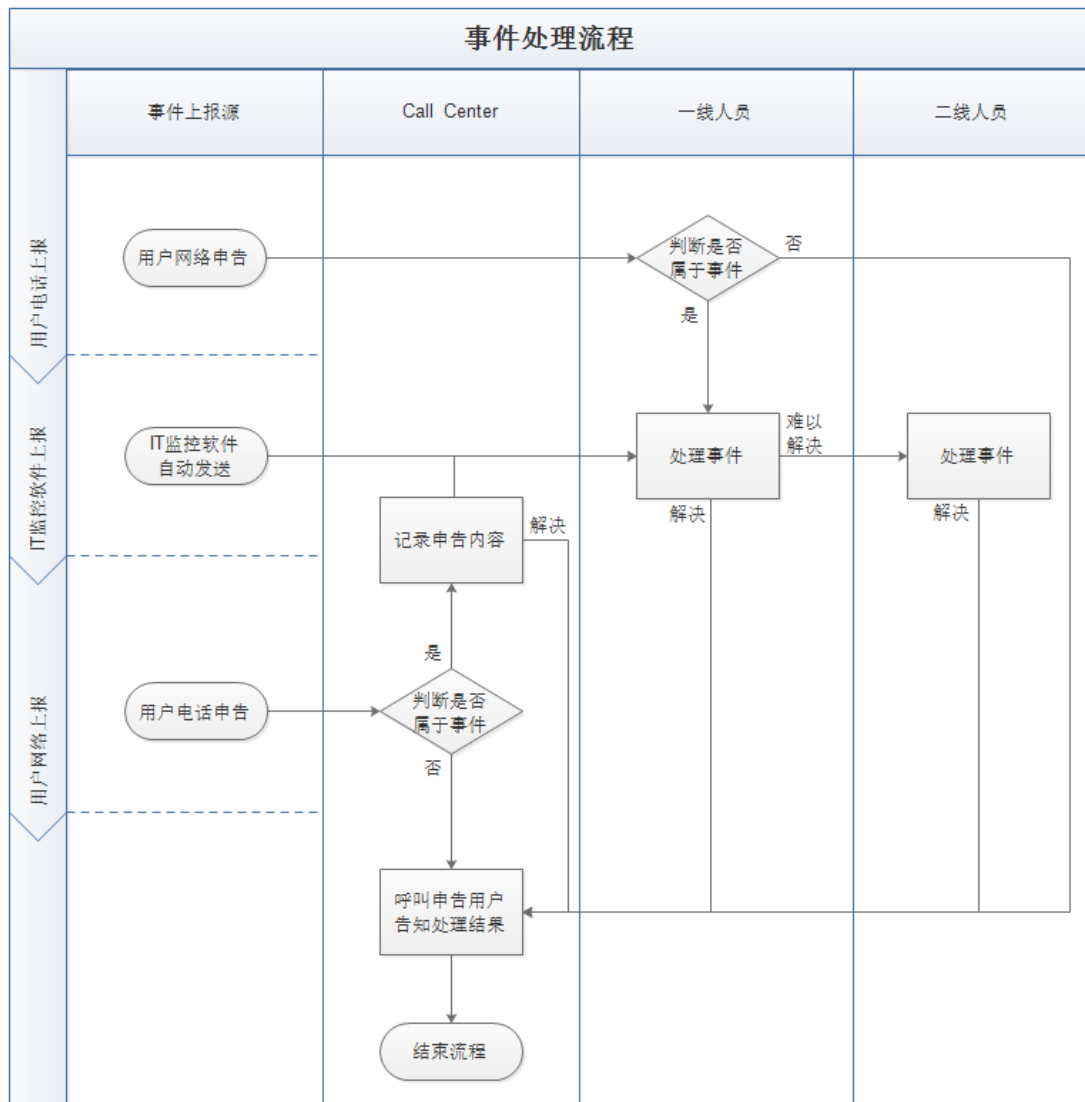 事件处理流程
事件上报源
Call Center
一线人员
二线人员
用户电话上报
用户网络申告
判断是否
属于事件
否
是
IT监控软件上报
IT监控软件
自动发送
处理事件
难以
解决
处理事件
解决
解决
记录申告内容
解决
是
用户网络上报
用户电话申告
判断是否
属于事件
否
呼叫申告用户
告知处理结果
结束流程